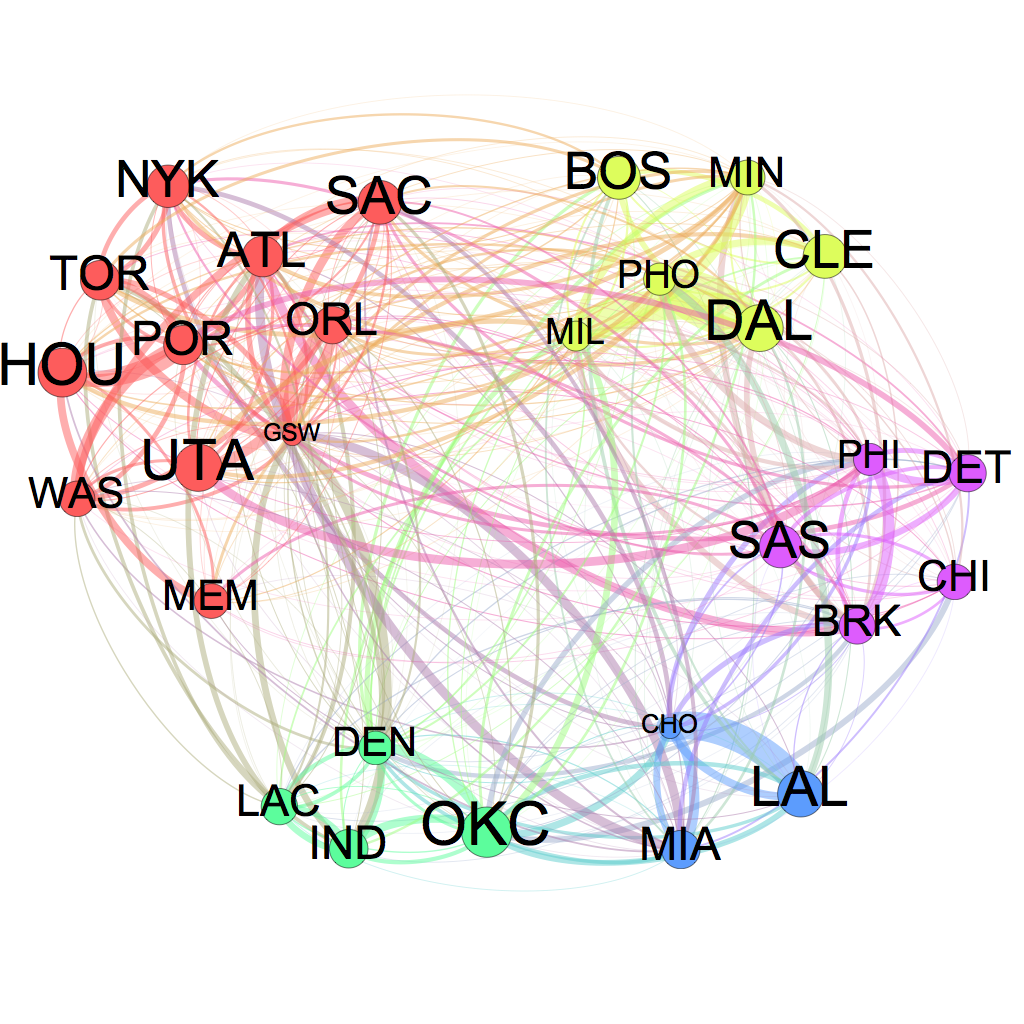 NYK
SAC
BOS
MIN
ATL
CLE
TOR
PHO
ORL
DAL
POR
MIL
HOU
GSW
UTA
PHI
DET
WAS
SAS
CHI
MEM
BRK
CHO
DEN
LAL
LAC
OKC
IND
MIA